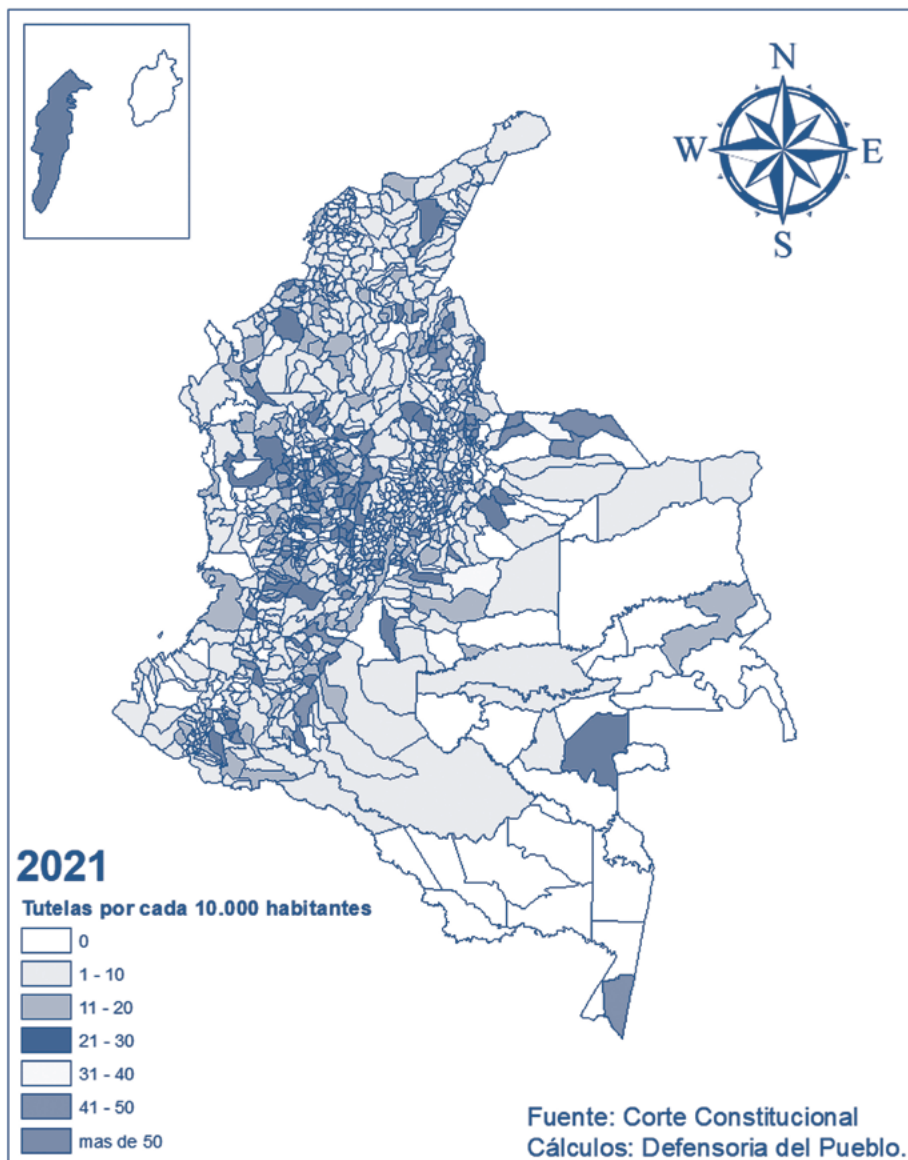 N
W
E
S
2021
Tutelas por cada 10.000 habitantes
0
1 - 10
11 - 20
21 - 30
31 - 40
41 - 50
mas de 50
Fuente: Corte Constitucional
Cálculos: Defensoria del Pueblo.